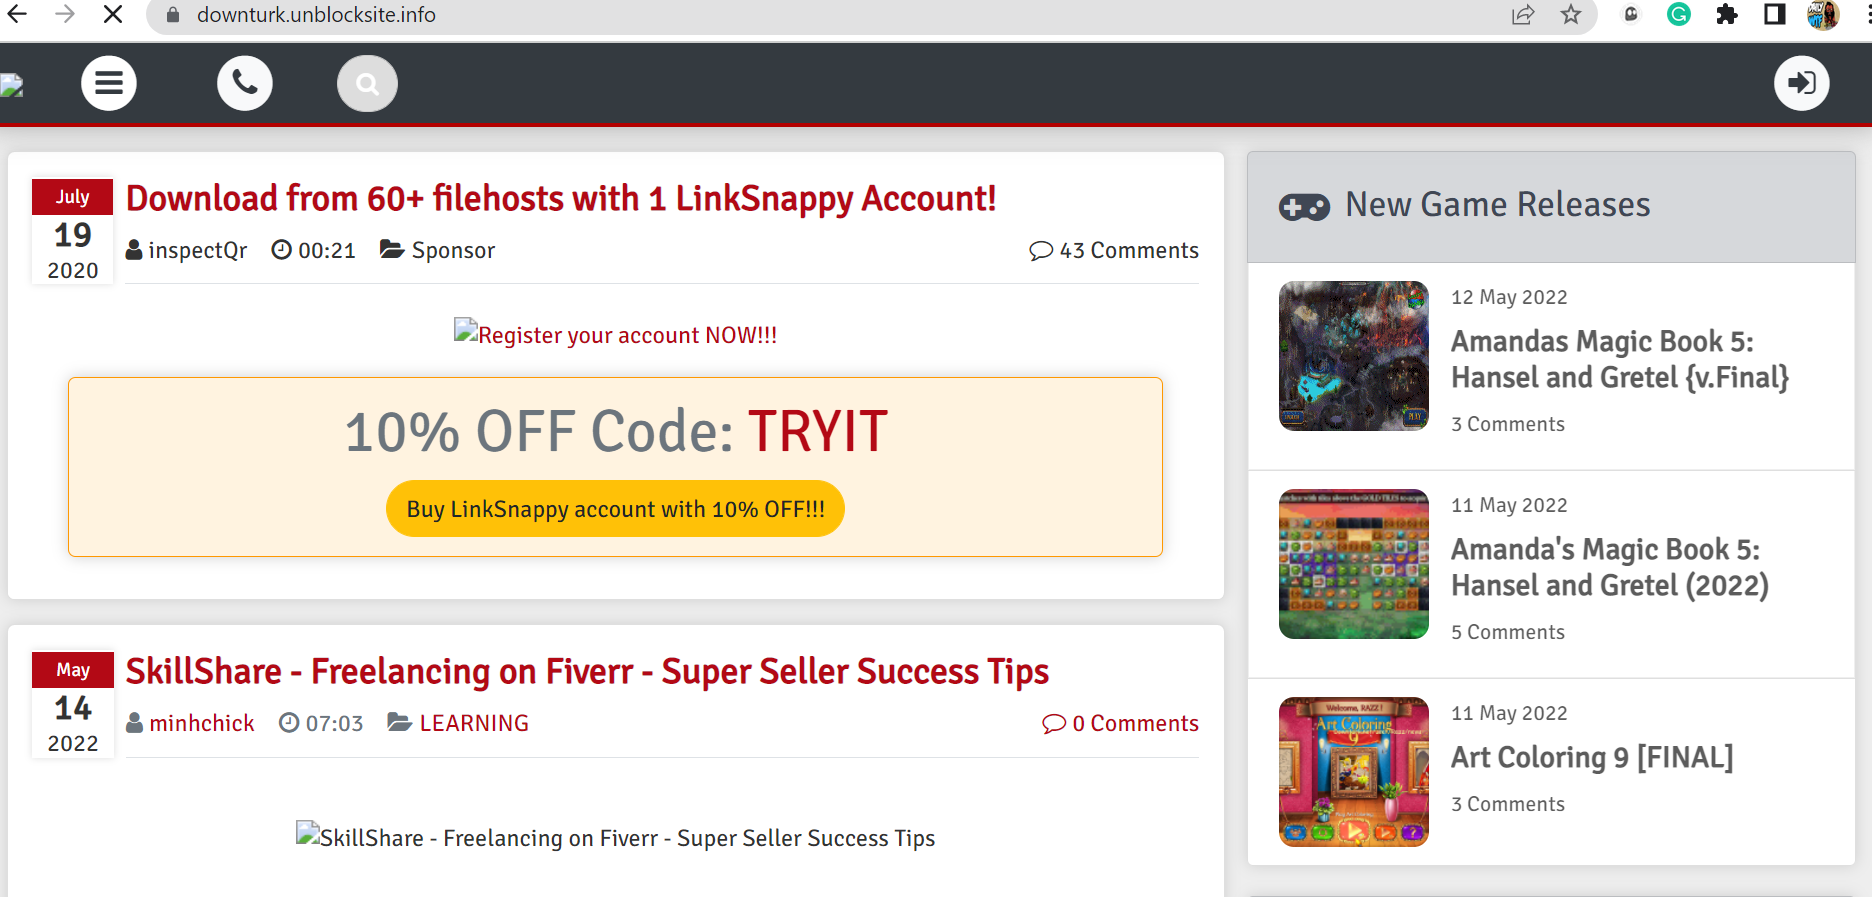 downturk.unblocksite.info
July
19
2020
Download from 60+ filehosts with 1 LinkSnappy Account!
inspectQr 00:21 Sponsor 43 Comments
Register your account NOW!!!
10% OFF Code: TRYIT
Buy LinkSnappy account with 10% OFF!!!
May
14
2022
SkillShare - Freelancing on Fiverr - Super Seller Success Tips
minhchick 07:03 LEARNING 0 Comments
SkillShare - Freelancing on Fiverr - Super Seller Success Tips
New Game Releases
12 May 2022
Amandas Magic Book 5:
Hansel and Gretel {v.Final}
3 Comments
11 May 2022
Amanda's Magic Book 5:
Hansel and Gretel (2022)
5 Comments
Welcome, RAZZ !
Art Coloring
9
11 May 2022
Art Coloring 9 [FINAL]
3 Comments